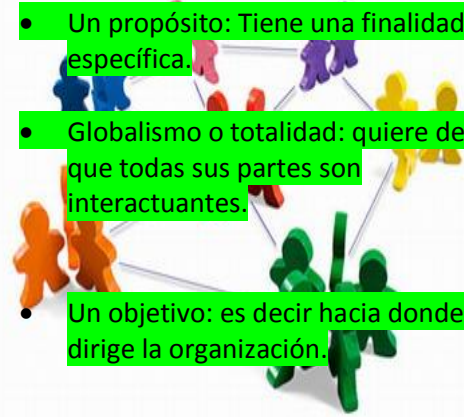 • Un propósito: Tiene una finalidad
específica.
• Globalismo o totalidad: quiere de
que todas sus partes son
interactuantes.
• Un objetivo: es decir hacia donde
dirige la organización.